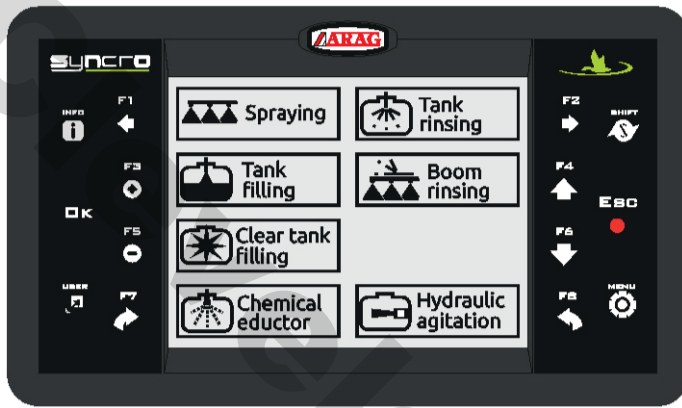 ARAG
syncro
F1
INFO
F3
OK
F5
USER
F7
Spraying
Tank
rinsing
Tank
filling
Boom
rinsing
Clear tank
filling
Chemical
eductor
Hydraulic
agitation
F2
SHIFT
F4
ESC
F6
MENU
F8